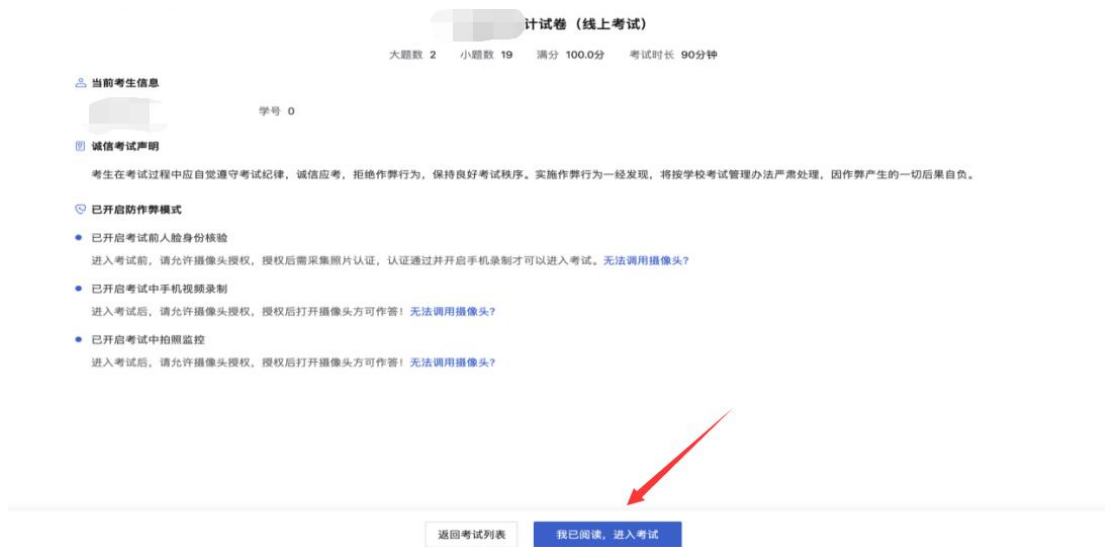 计试卷（线上考试）
大题数 2 小题数 19 满分 100.0分 考试时长 90分钟
当前考生信息
学号 0
诚信考试声明
考生在考试过程中应自觉遵守考试纪律，诚信应考，拒绝作弊行为，保持良好考试秩序。实施作弊行为一经发现，将按学校考试管理办法严肃处理，因作弊产生的一切后果自负。
已开启防作弊模式
已开启考试前人脸身份核验
进入考试前，请允许摄像头授权，授权后需采集照片认证，认证通过并开启手机录制才可以进入考试。无法调用摄像头?
已开启考试中手机视频录制
进入考试后，请允许摄像头授权，授权后打开摄像头方可作答！无法调用摄像头?
已开启考试中拍照监控
进入考试后，请允许摄像头授权，授权后打开摄像头方可作答！无法调用摄像头?
返回考试列表 我已阅读，进入考试